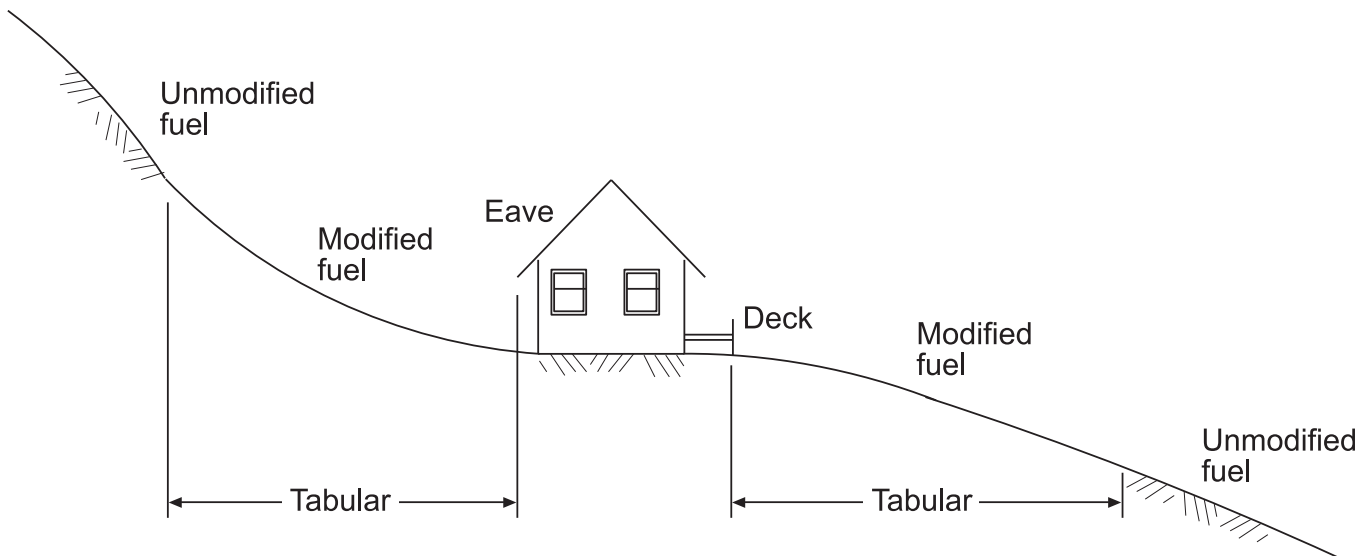 Unmodified
fuel
Eave
Modified
fuel
Deck
Modified
fuel
Unmodified
fuel
Tabular
Tabular